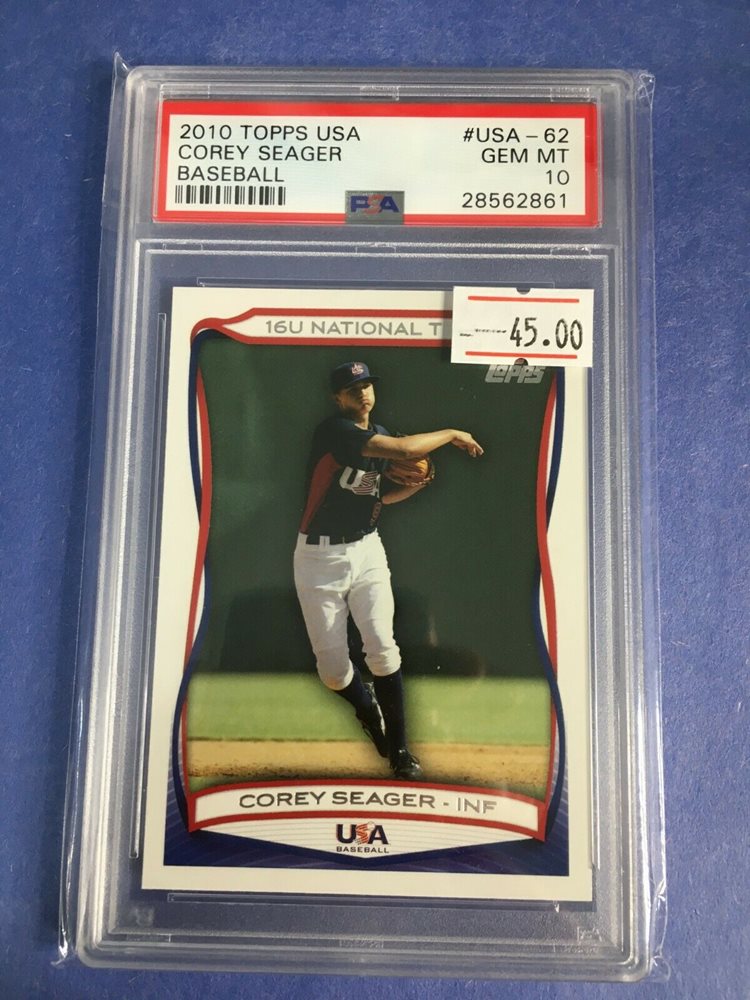 2010 TOPPS USA #USA-62
COREY SEAGER GEM MT
BASEBALL 10
PSA 28562861
16U NATIONAL T
45.00
Topps
USA
COREY SEAGER - INF
USA
BASEBALL